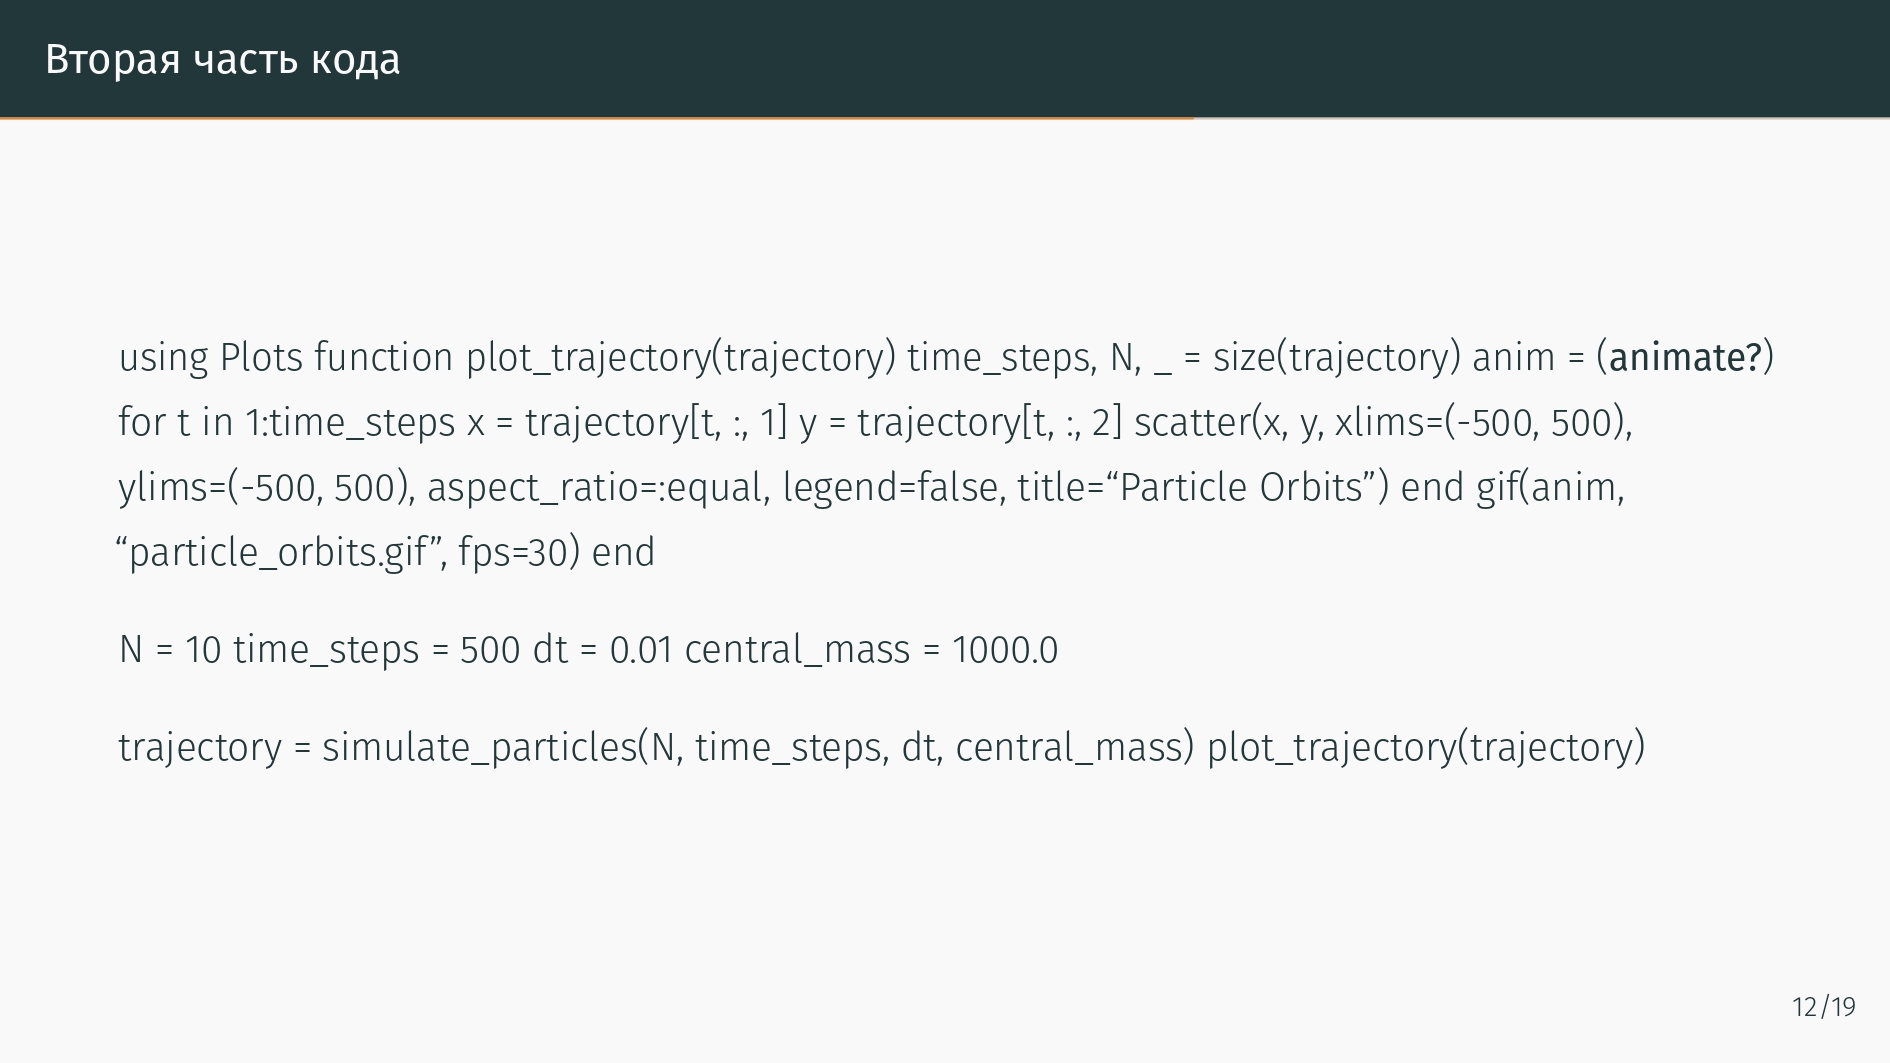 Вторая часть кода
using Plots function plot_trajectory(trajectory) time_steps, N, _ = size(trajectory) anim = (animate?)
for t in 1:time_steps x = trajectory[t, :, 1] y = trajectory[t, :, 2] scatter(x, y, xlims=(-500, 500),
ylims=(-500, 500), aspect_ratio=:equal, legend=false, title=“Particle Orbits”) end gif(anim,
“particle_orbits.gif”, fps=30) end
N = 10 time_steps = 500 dt = 0.01 central_mass = 1000.0
trajectory = simulate_particles(N, time_steps, dt, central_mass) plot_trajectory(trajectory)
12/19